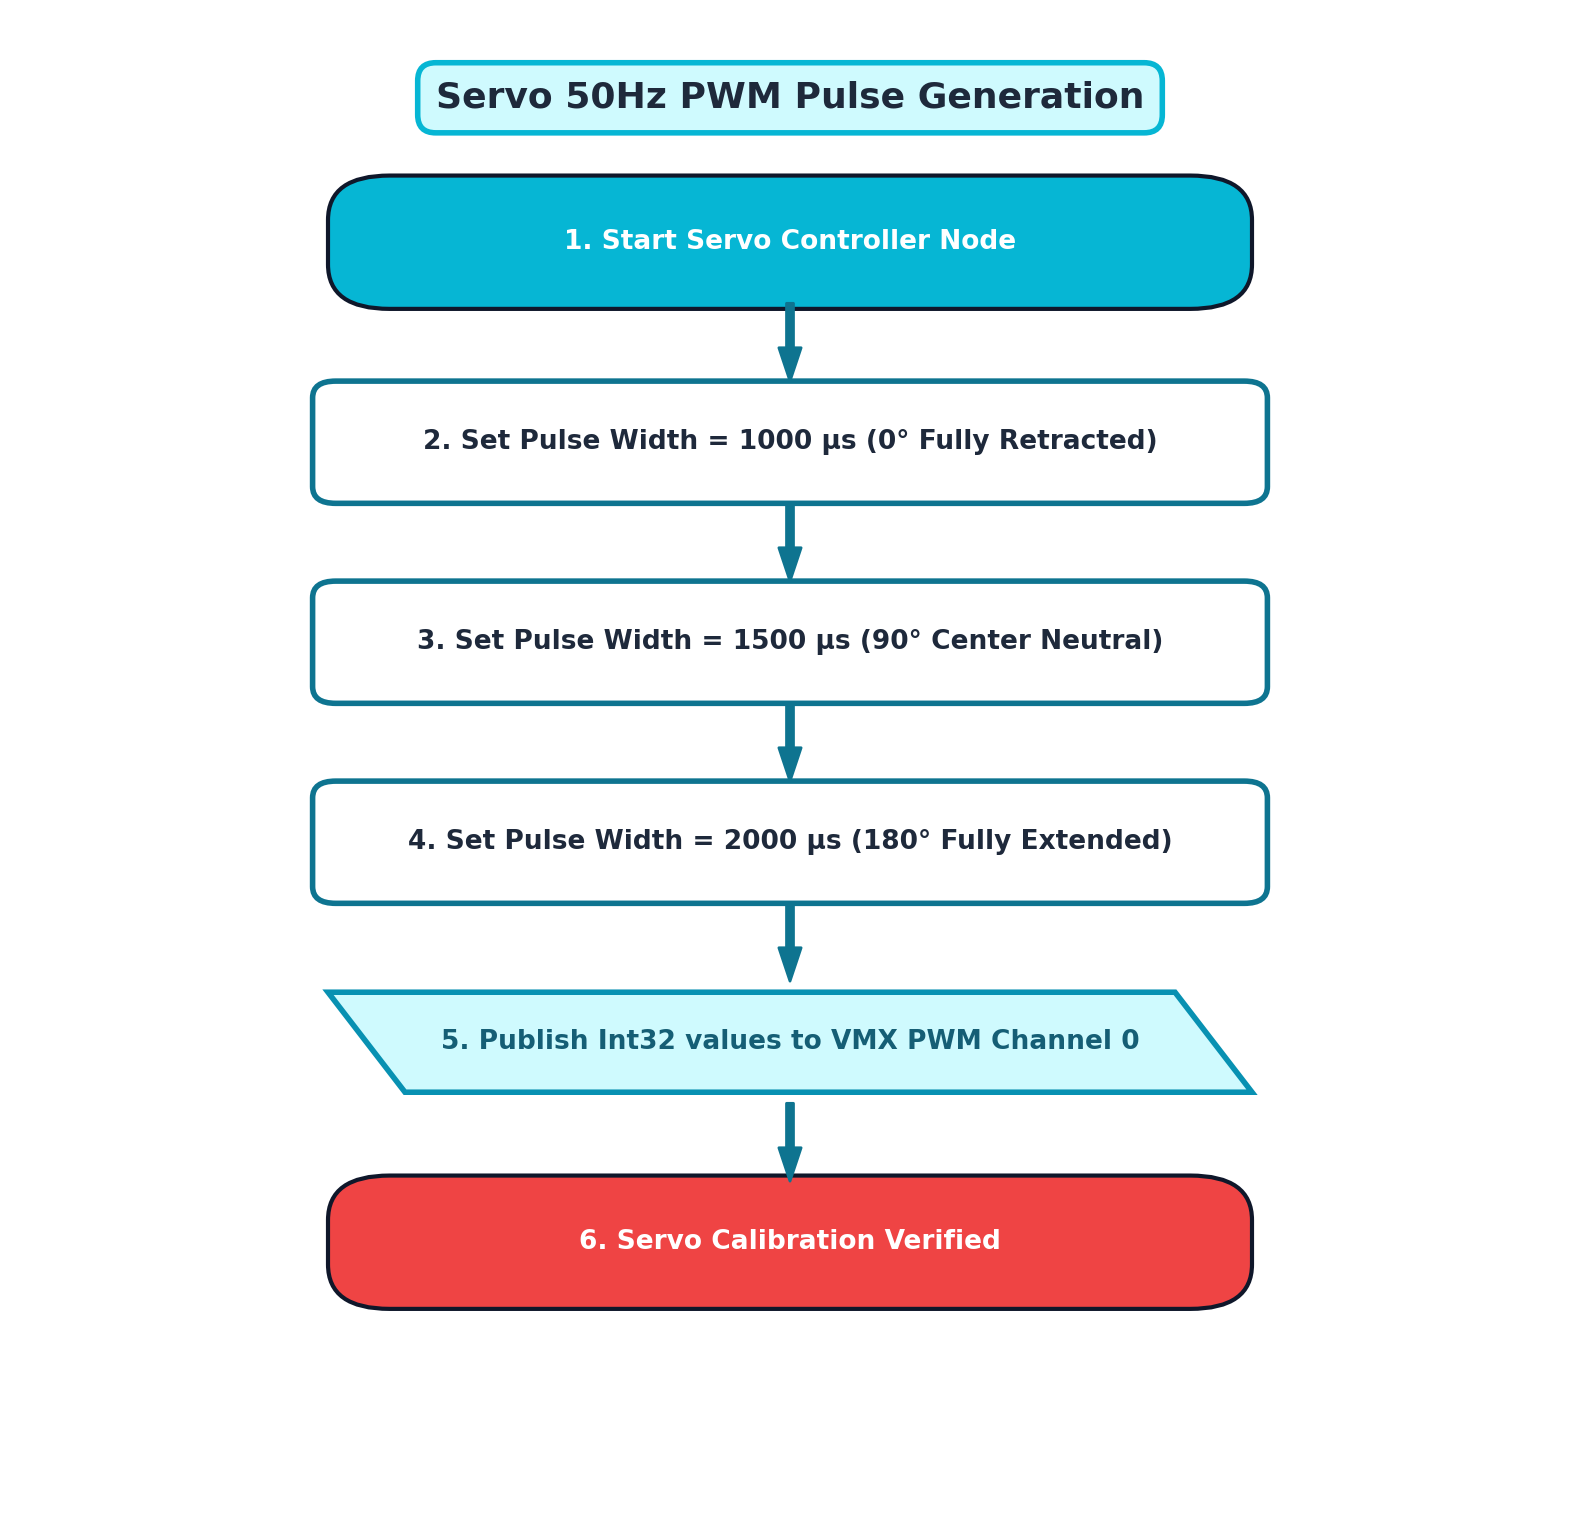 Servo 50Hz PWM Pulse Generation
1. Start Servo Controller Node
2. Set Pulse Width = 1000 µs (0° Fully Retracted)
3. Set Pulse Width = 1500 µs (90° Center Neutral)
4. Set Pulse Width = 2000 µs (180° Fully Extended)
5. Publish Int32 values to VMX PWM Channel 0
6. Servo Calibration Verified